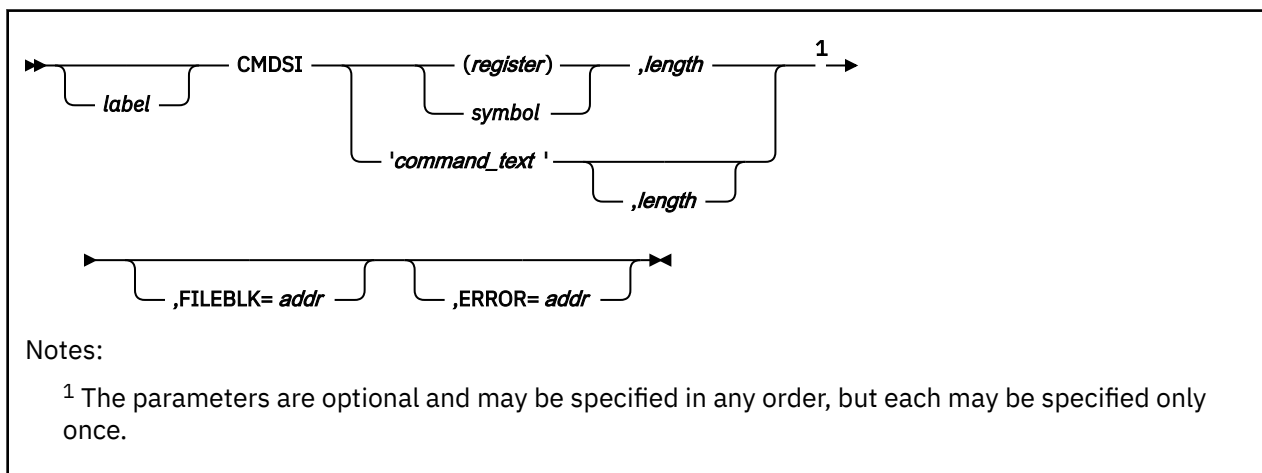 1
CMDSI (register) ,length
label symbol
'command_text '
,length
,FILEBLK= addr ,ERROR= addr
Notes:
1 The parameters are optional and may be specified in any order, but each may be specified only
once.